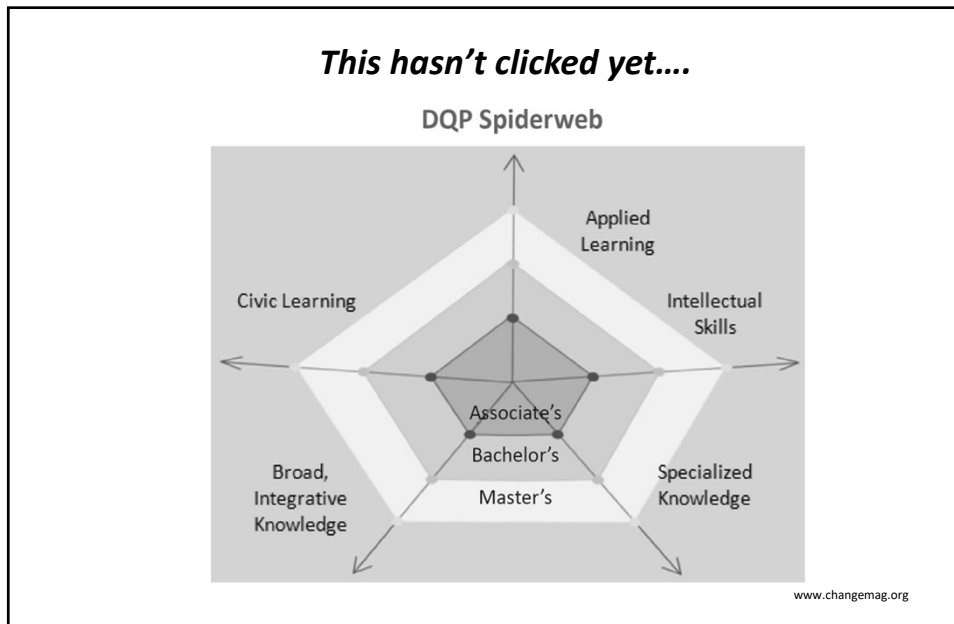 This hasn’t clicked yet....
DQP Spiderweb
Applied
Learning
Civic Learning
Intellectual
Skills
Associate’s
Bachelor’s
Master’s
Broad,
Integrative
Knowledge
Specialized
Knowledge
www.changemag.org